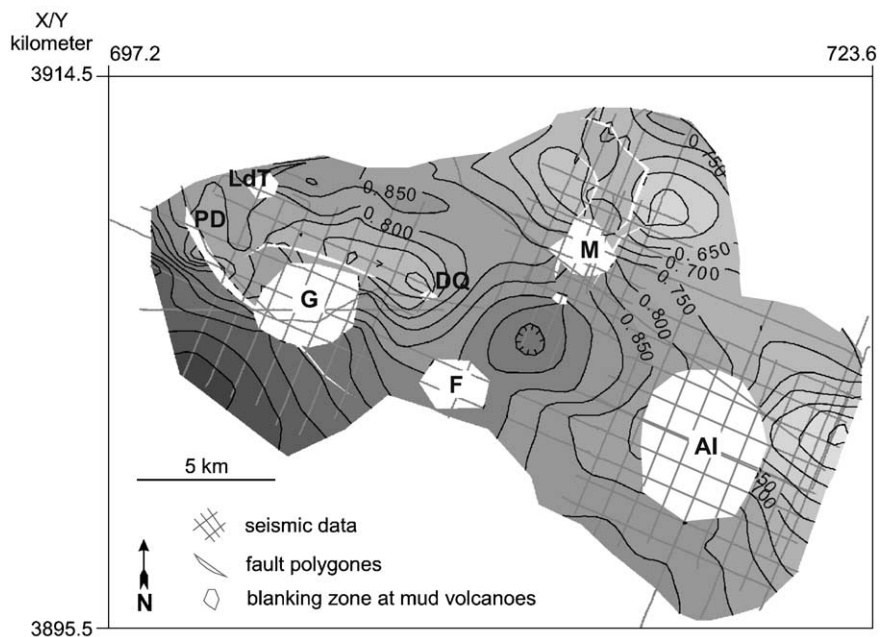 X/Y
kilometer
697.2
723.6
3914.5
0.750
LdT
0.850
PD
0.800
M
0.650
0.700
0.750
DQ
G
0.800
0.850
F
AI
5 km
700
seismic data
fault polygones
blanking zone at mud volcanoes
N
3895.5